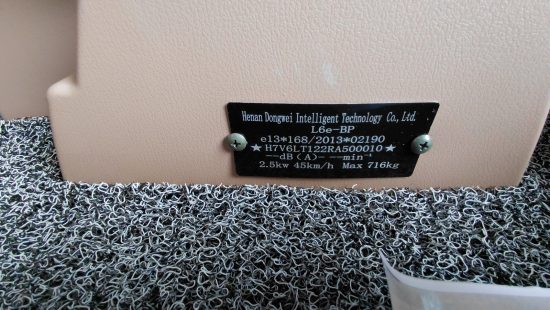 Henan Dongwei Intelligent Technology Co., Ltd.
L6e-BP
e13*168/2013*02190
★H7V6LT122RA500010★
--dB(A)- --min⁻¹
2.5kw 45km/h Max 716kg